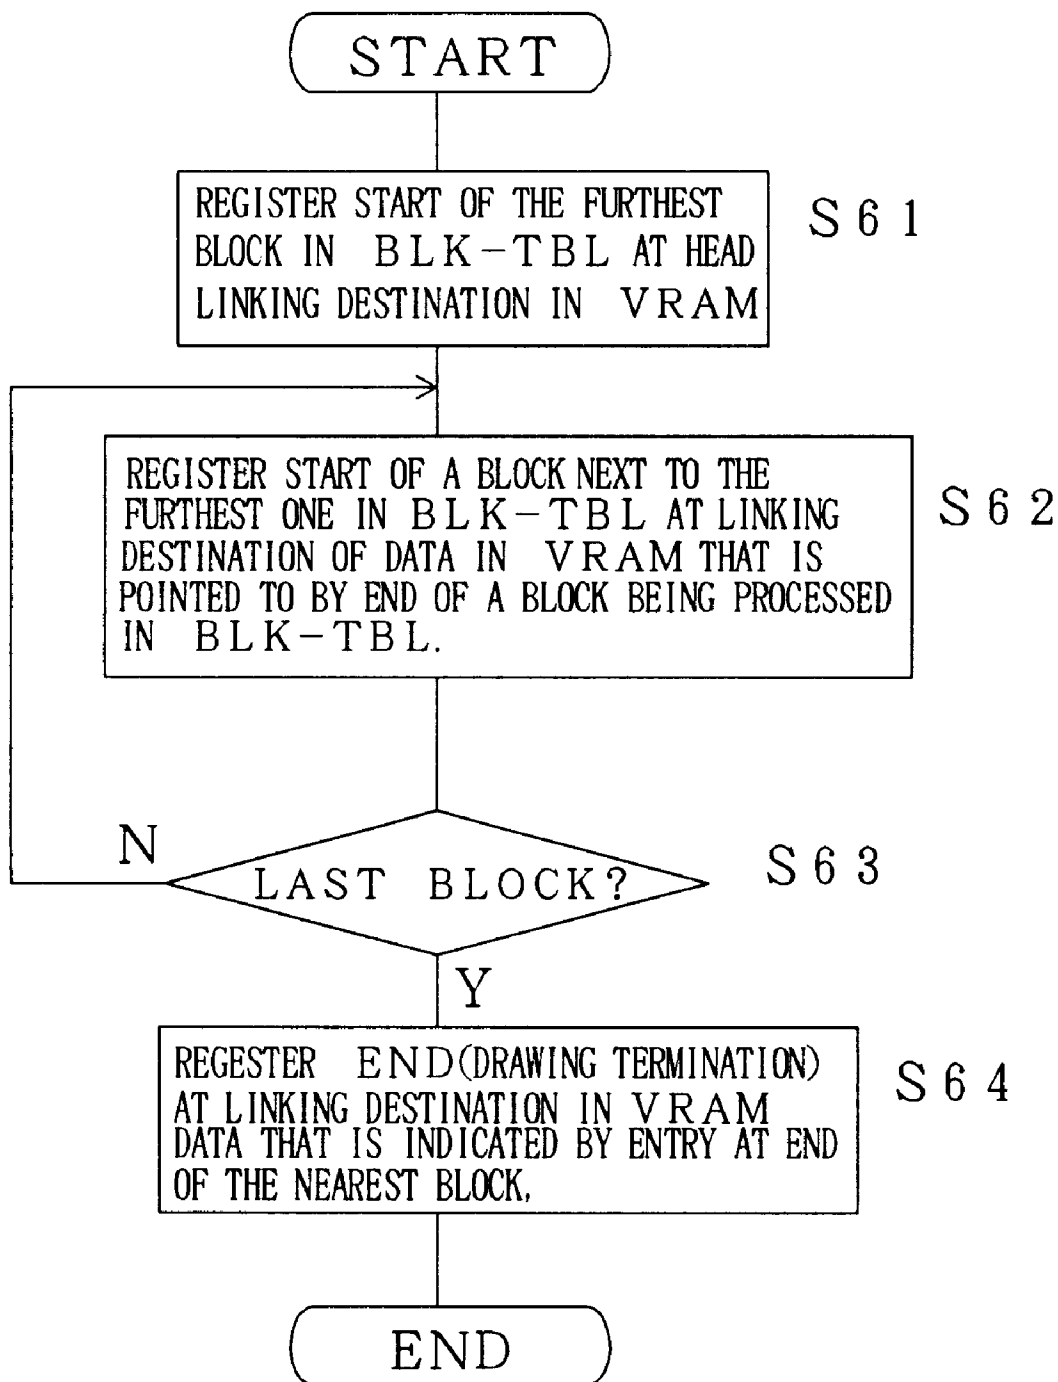 START
REGISTER START OF THE FURTHEST
BLOCK IN BLK-TBL AT HEAD
LINKING DESTINATION IN VRAM
S61
REGISTER START OF A BLOCK NEXT TO THE
FURTHEST ONE IN BLK-TBL AT LINKING
DESTINATION OF DATA IN VRAM THAT IS
POINTED TO BY END OF A BLOCK BEING PROCESSED
IN BLK-TBL.
S62
N
LAST BLOCK?
S63
Y
REGESTER END(DRAWING TERMINATION)
AT LINKING DESTINATION IN VRAM
DATA THAT IS INDICATED BY ENTRY AT END
OF THE NEAREST BLOCK,
S64
END